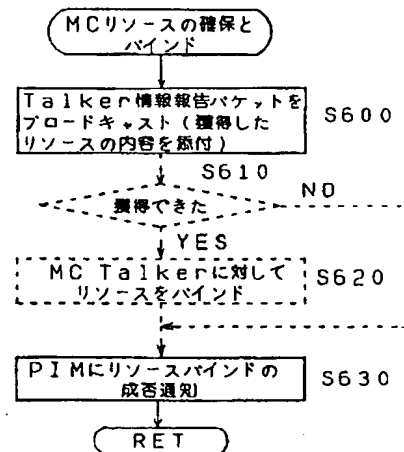 MCリソースの確保と
バインド
Talker情報報告パケットを
ブロードキャスト(獲得した
リソースの内容を添付)
S600
S610
獲得できた
NO
YES
MC Talkerに対して
リソースをバインド
S620
PIMにリソースバインドの
成否通知
S630
RET